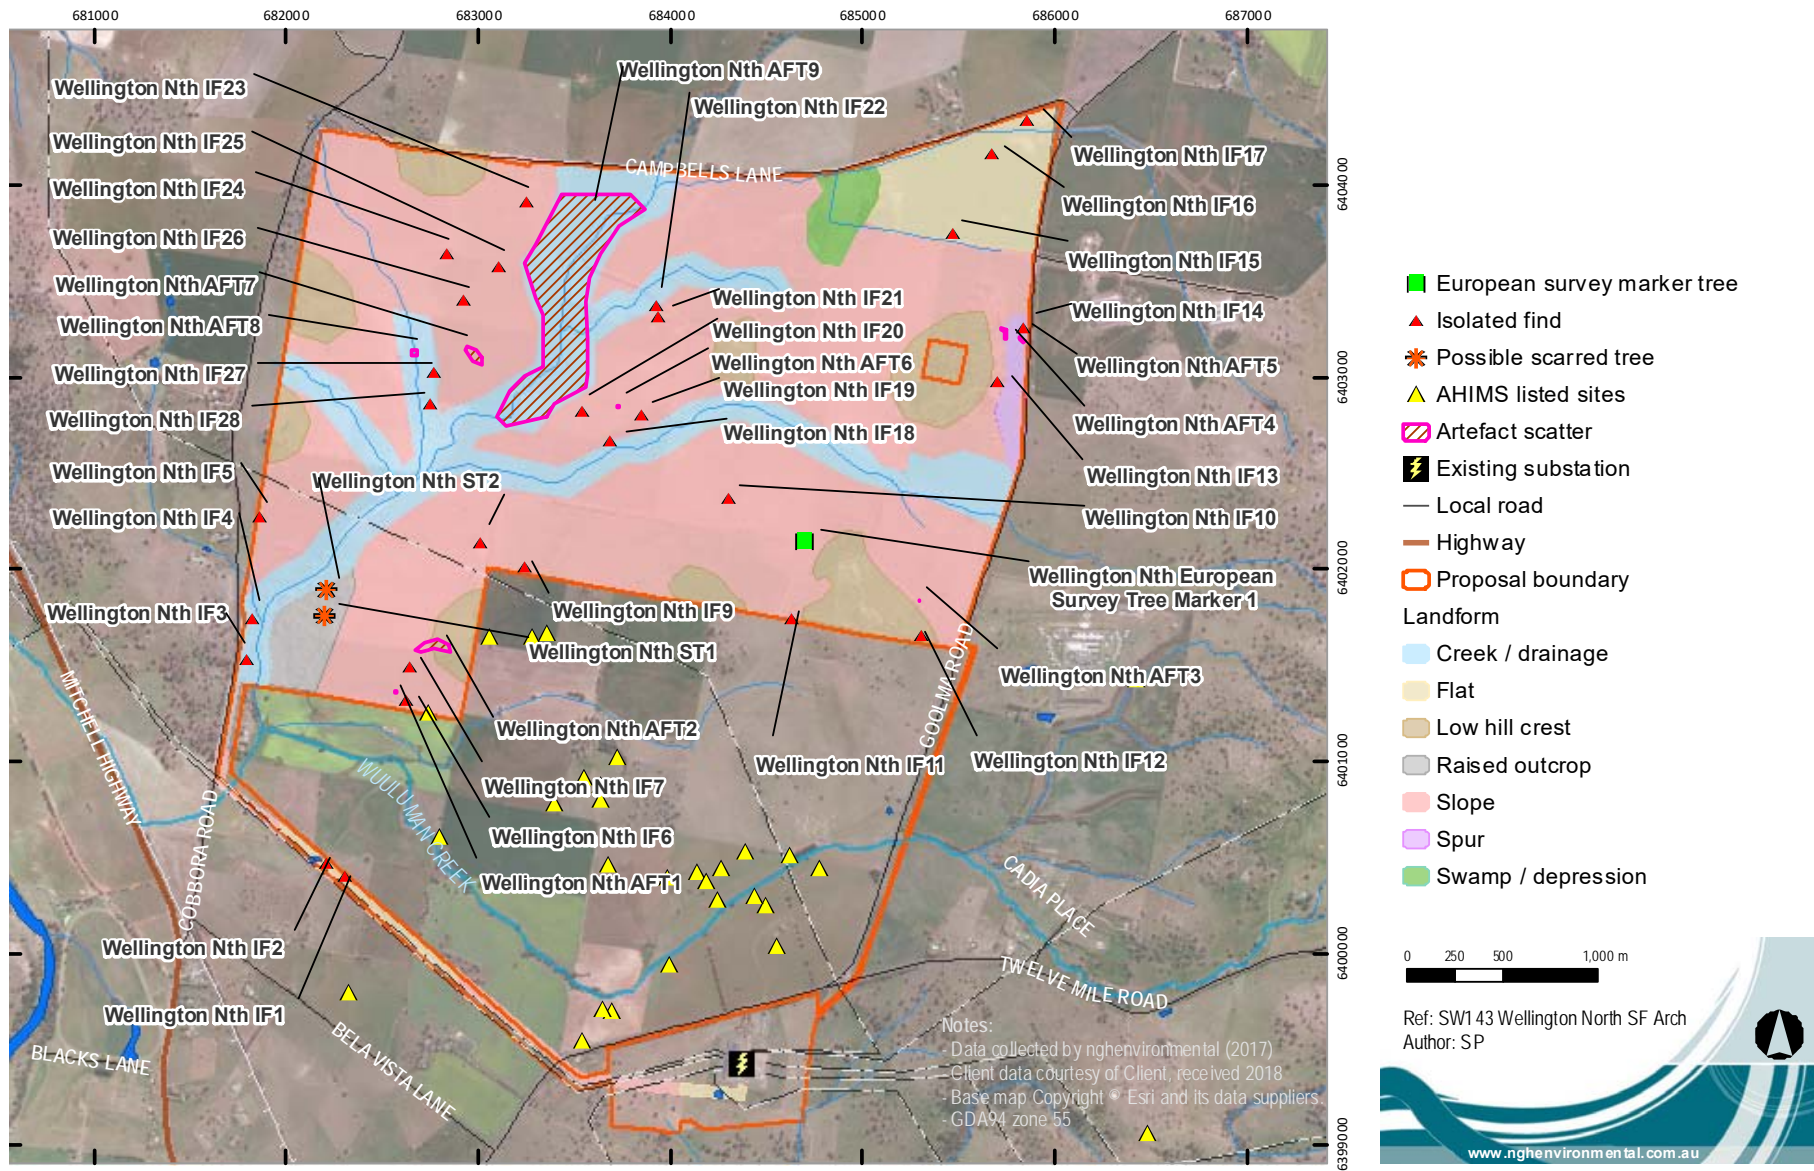 681000
682000
683000
684000
685000
686000
687000
Wellington Nth IF23
Wellington Nth AFT9
Wellington Nth IF22
Wellington Nth IF25
Wellington Nth IF24
Wellington Nth IF26
Wellington Nth AFT7
Wellington Nth AFT8
Wellington Nth IF27
Wellington Nth IF28
Wellington Nth IF5
Wellington Nth ST2
Wellington Nth IF4
Wellington Nth IF3
CAMPBELLS LANE
Wellington Nth IF17
Wellington Nth IF16
Wellington Nth IF15
Wellington Nth IF14
Wellington Nth AFT5
Wellington Nth AFT4
Wellington Nth IF13
Wellington Nth IF10
Wellington Nth IF21
Wellington Nth IF20
Wellington Nth AFT6
Wellington Nth IF19
Wellington Nth IF18
Wellington Nth European
Survey Tree Marker 1
Wellington Nth IF9
Wellington Nth ST1
Wellington Nth AFT3
Wellington Nth AFT2
Wellington Nth IF11
Wellington Nth IF12
Wellington Nth IF7
Wellington Nth IF6
Wellington Nth AFT1
Wellington Nth IF2
Wellington Nth IF1
MITCHELL HIGHWAY
COBBORA ROAD
WUULUMAN CREEK
GOOLMA ROAD
CADIA PLACE
TWELVE MILE ROAD
BELA VISTA LANE
BLACKS LANE
6404000
6403000
6402000
6401000
6400000
6399000
Notes:
- Data collected by nghenvironmental (2017)
- Client data courtesy of Client, received 2018
- Base map Copyright © Esri and its data suppliers.
- GDA94 zone 55
European survey marker tree
Isolated find
Possible scarred tree
AHIMS listed sites
Artefact scatter
Existing substation
Local road
Highway
Proposal boundary
Landform
Creek / drainage
Flat
Low hill crest
Raised outcrop
Slope
Spur
Swamp / depression
0 250 500 1,000 m
Ref: SW143 Wellington North SF Arch
Author: SP
www.nghenvironmental.com.au